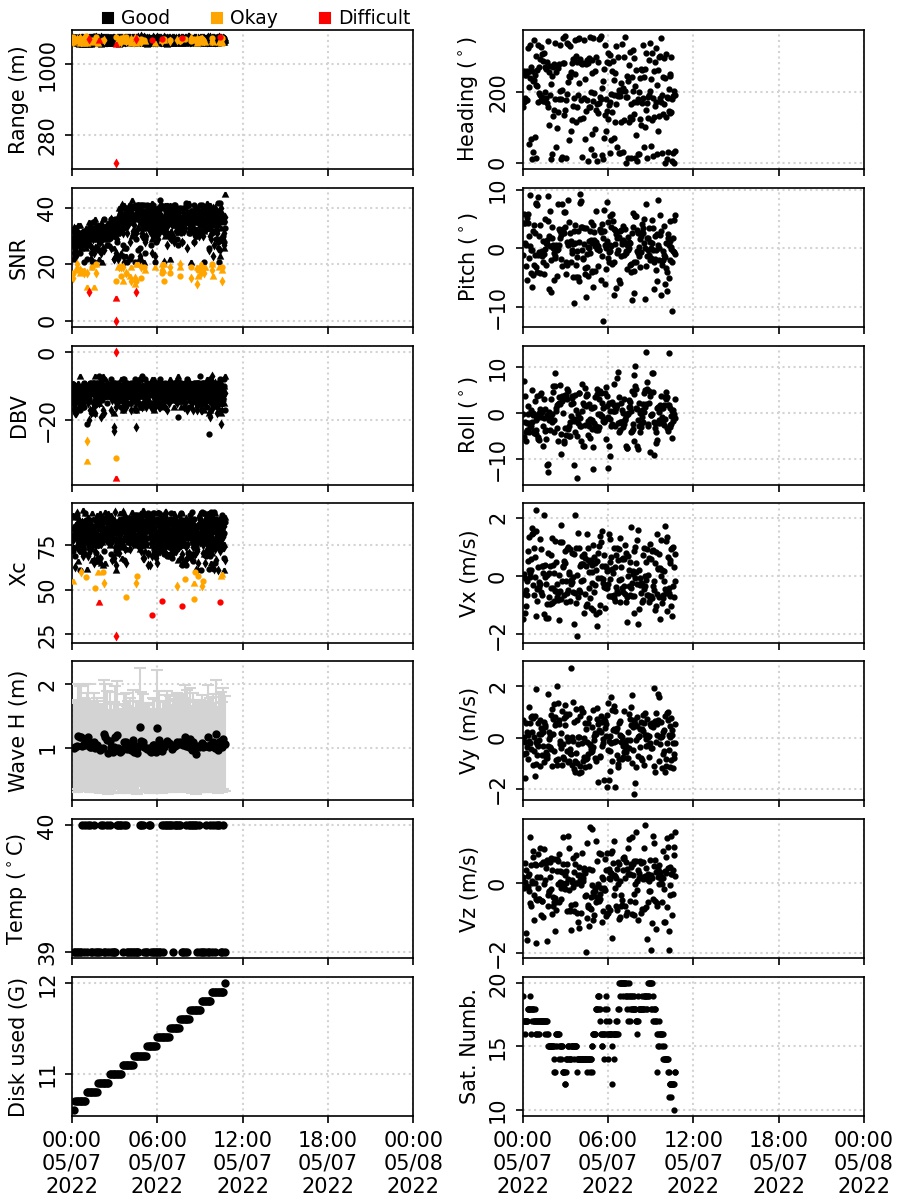 Good Okay Difficult
Range (m)
1000
280
Heading (°)
200
0
SNR
40
20
0
Pitch (°)
10
0
−10
DBV
0
−20
Roll (°)
10
0
−10
Xc
75
50
25
Vx (m/s)
2
0
−2
Wave H (m)
2
1
Vy (m/s)
2
0
−2
Temp (°C)
40
39
Vz (m/s)
0
−2
Disk used (G)
12
11
Sat. Numb.
20
15
10
00:00 06:00 12:00 18:00 00:00
05/07 05/07 05/07 05/07 05/08
2022 2022 2022 2022 2022
00:00 06:00 12:00 18:00 00:00
05/07 05/07 05/07 05/07 05/08
2022 2022 2022 2022 2022